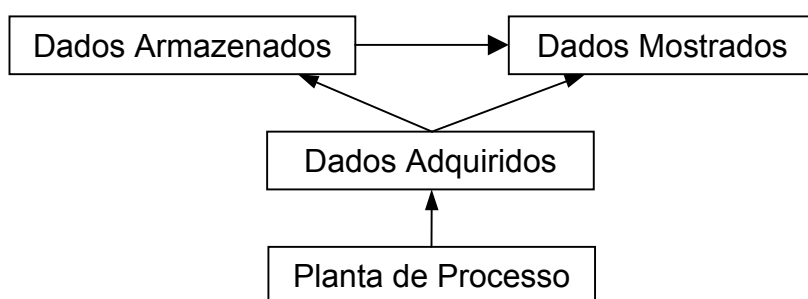 Dados Armazenados
Dados Mostrados
Dados Adquiridos
Planta de Processo